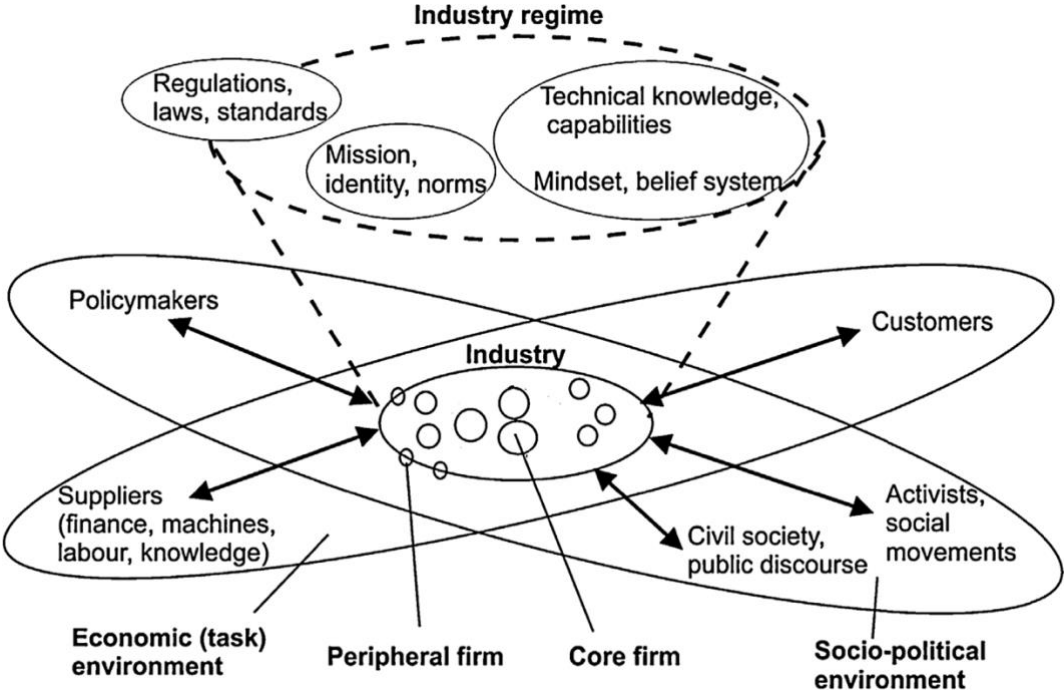 Industry regime
Regulations,
laws, standards
Technical knowledge,
capabilities
Mission,
identity, norms
Mindset, belief system
Policymakers
Customers
Industry
Suppliers
(finance, machines,
labour, knowledge)
Activists,
social
movements
Civil society,
public discourse
Economic (task)
environment
Peripheral firm
Core firm
Socio-political
environment